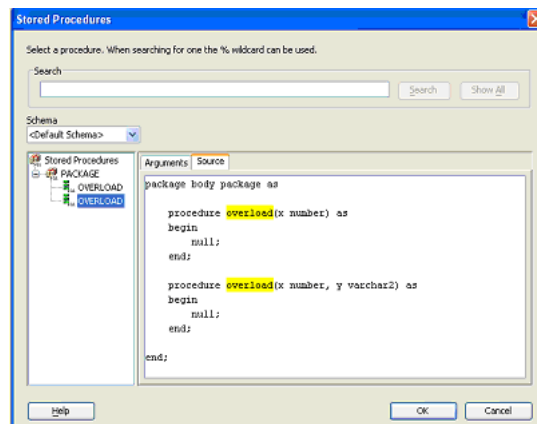 Stored Procedures
Select a procedure. When searching for one the % wildcard can be used.
Search
Search
Show All
Schema
<Default Schema>
Stored Procedures
PACKAGE
OVERLOAD
OVERLOAD
Arguments
Source
package body package as
procedure overload(x number) as
begin
null;
end;
procedure overload(x number, y varchar2) as
begin
null;
end;
end;
Help
OK
Cancel